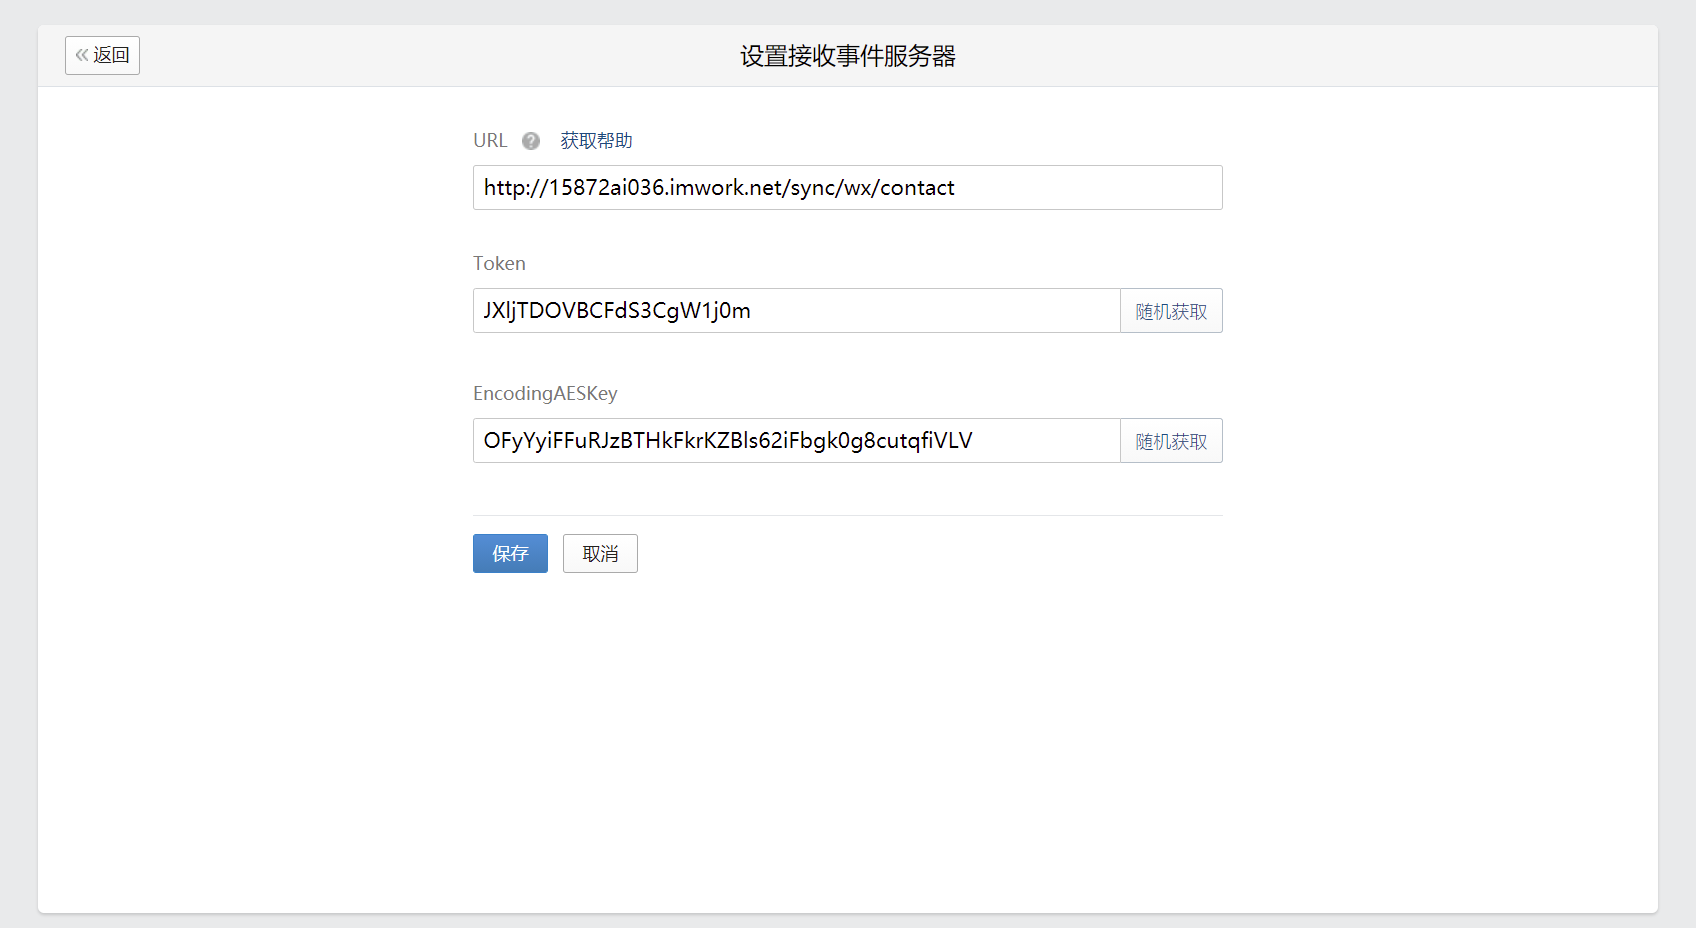 返回
设置接收事件服务器
URL ? 获取帮助
http://15872ai036.imwork.net/sync/wx/contact
Token
JXljTDOVBCFdS3CgW1j0m 随机获取
EncodingAESKey
OFyYyiFFuRJzBTHkFkrKZBls62iFbgk0g8cutqfiVLV 随机获取
保存 取消